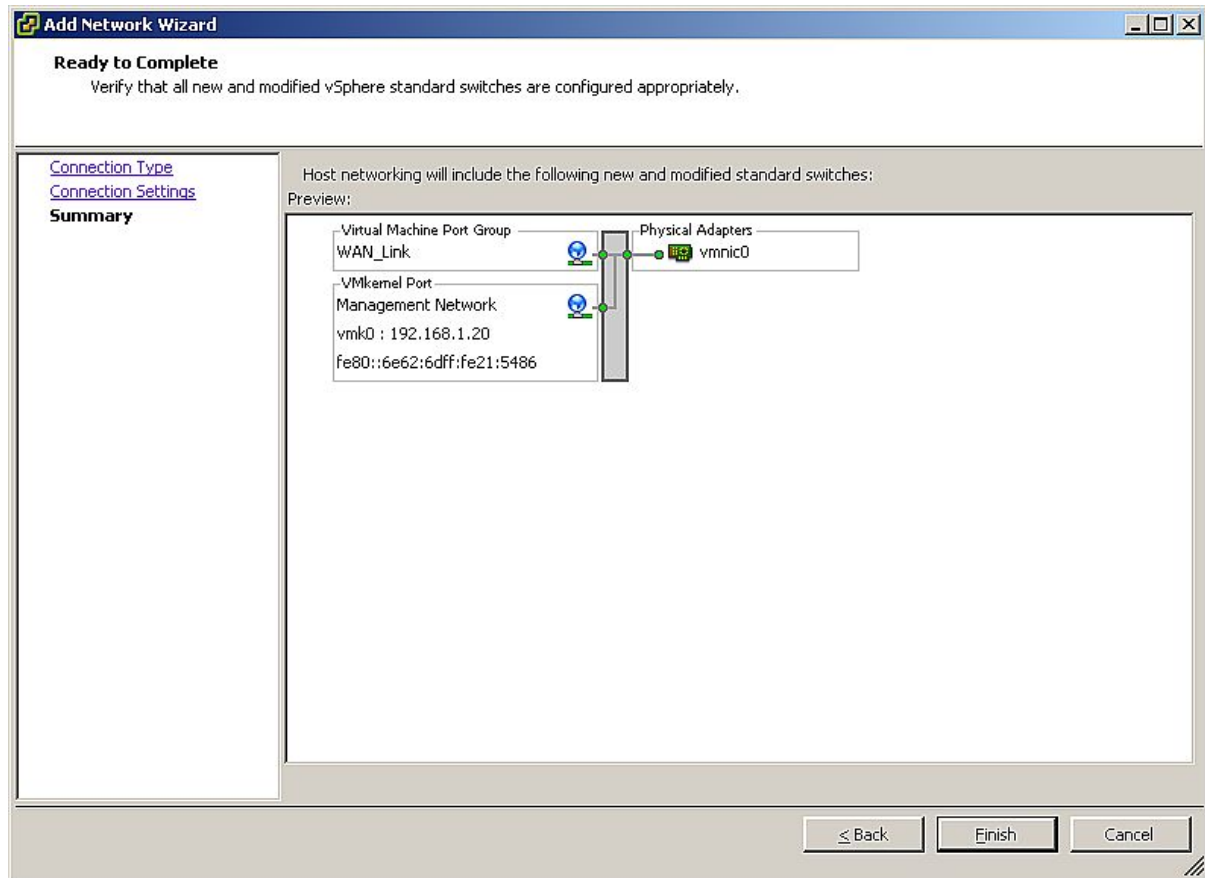 Add Network Wizard
Ready to Complete
Verify that all new and modified vSphere standard switches are configured appropriately.
Connection Type
Connection Settings
Summary
Host networking will include the following new and modified standard switches:
Preview:
Virtual Machine Port Group
WAN_Link
Physical Adapters
vmnic0
VMkernel Port
Management Network
vmk0 : 192.168.1.20
fe80::6e62:6dff:fe21:5486
< Back
Finish
Cancel